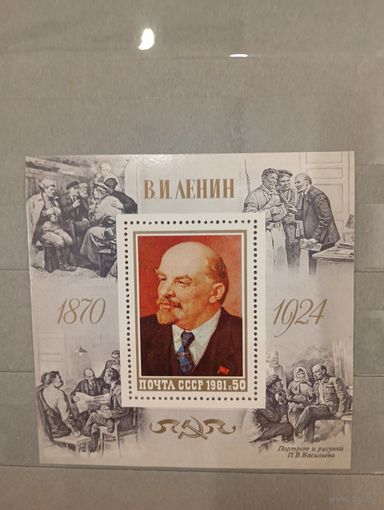 В.И.ЛЕНИН
1870
1924
ПОЧТА СССР 1981·50
Портрет и рисунки
П.В.Васильева